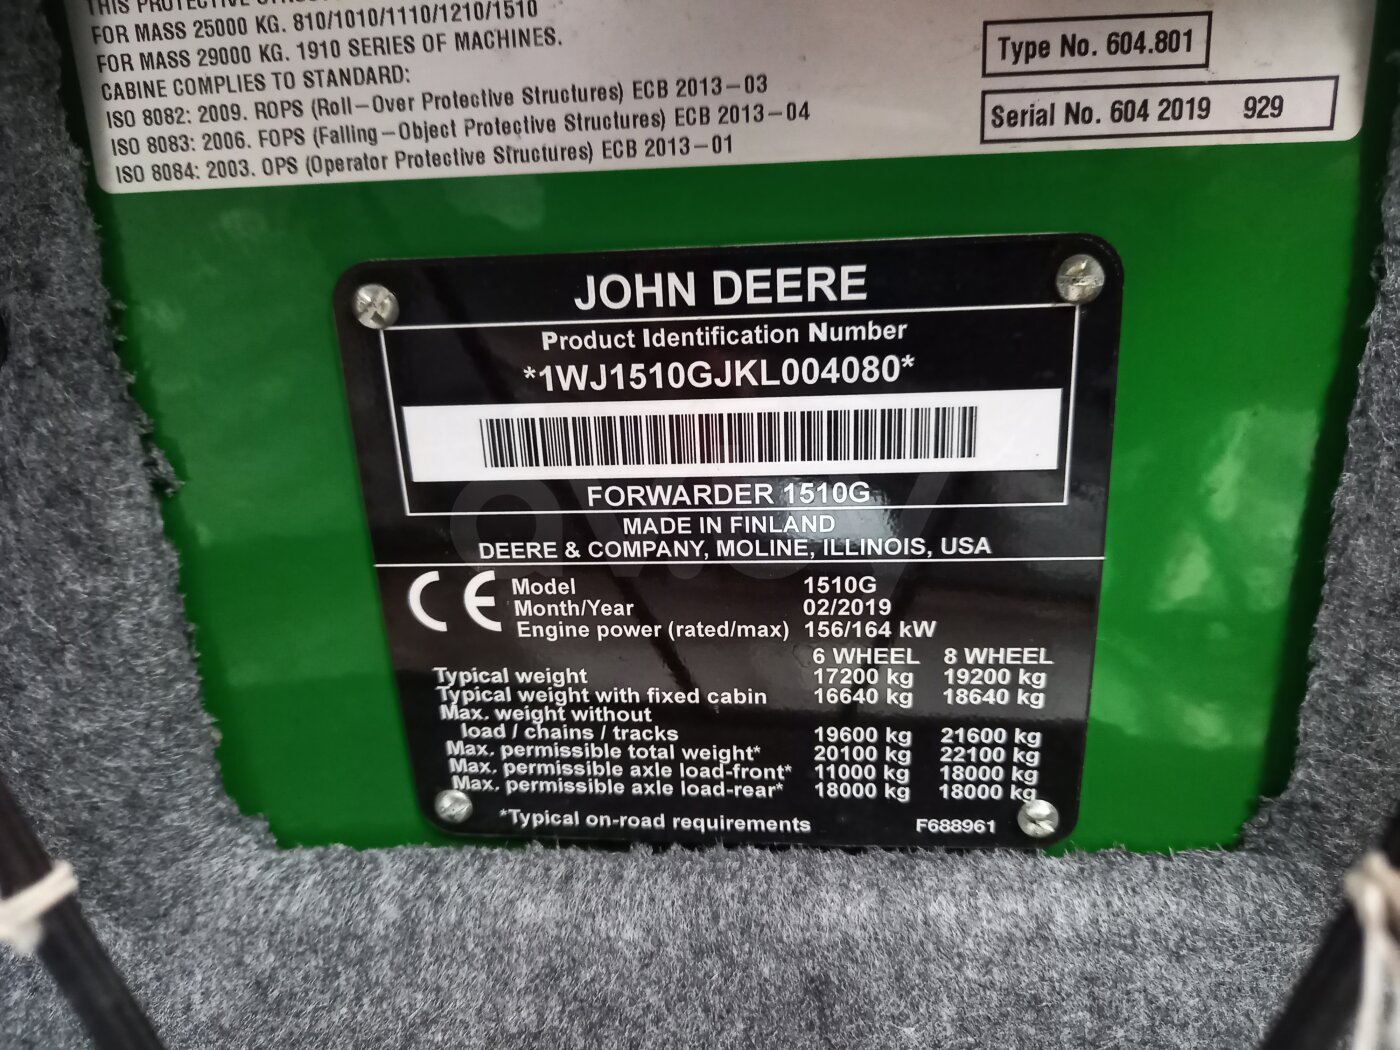 THIS PROTECTIVE
FOR MASS 25000 KG. 810/1010/1110/1210/1510
FOR MASS 29000 KG. 1910 SERIES OF MACHINES.
CABINE COMPLIES TO STANDARD:
ISO 8082: 2009. ROPS (Roll-Over Protective Structures) ECB 2013-03
ISO 8083: 2006. FOPS (Falling-Object Protective Structures) ECB 2013-04
ISO 8084: 2003. OPS (Operator Protective Structures) ECB 2013-01
Type No. 604.801
Serial No. 604 2019 929
JOHN DEERE
Product Identification Number
*1WJ1510GJKL004080*
FORWARDER 1510G
MADE IN FINLAND
DEERE & COMPANY, MOLINE, ILLINOIS, USA
CE Model 1510G
Month/Year 02/2019
Engine power (rated/max) 156/164 kW
6 WHEEL 8 WHEEL
Typical weight 17200 kg 19200 kg
Typical weight with fixed cabin 16640 kg 18640 kg
Max. weight without
load / chains / tracks 19600 kg 21600 kg
Max. permissible total weight* 20100 kg 22100 kg
Max. permissible axle load-front* 11000 kg 18000 kg
Max. permissible axle load-rear* 18000 kg 18000 kg
*Typical on-road requirements F688961